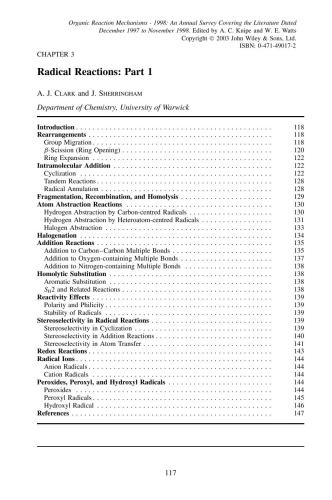 Organic Reaction Mechanisms - 1998: An Annual Survey Covering the Literature Dated
December 1997 to November 1998. Edited by A. C. Knipe and W. E. Watts
Copyright © 2003 John Wiley & Sons, Ltd.
ISBN: 0-471-49017-2
CHAPTER 3
Radical Reactions: Part 1
A. J. CLARK and J. SHERRINGHAM
Department of Chemistry, University of Warwick
Introduction . . . 118
Rearrangements . . . 118
Group Migration . . . 118
β-Scission (Ring Opening) . . . 120
Ring Expansion . . . 122
Intramolecular Addition . . . 122
Cyclization . . . 122
Tandem Reactions . . . 128
Radical Annulation . . . 128
Fragmentation, Recombination, and Homolysis . . . 129
Atom Abstraction Reactions . . . 130
Hydrogen Abstraction by Carbon-centred Radicals . . . 130
Hydrogen Abstraction by Heteroatom-centred Radicals . . . 131
Halogen Abstraction . . . 133
Halogenation . . . 134
Addition Reactions . . . 135
Addition to Carbon–Carbon Multiple Bonds . . . 135
Addition to Oxygen-containing Multiple Bonds . . . 137
Addition to Nitrogen-containing Multiple Bonds . . . 138
Homolytic Substitution . . . 138
Aromatic Substitution . . . 138
SH2 and Related Reactions . . . 138
Reactivity Effects . . . 139
Polarity and Philicity . . . 139
Stability of Radicals . . . 139
Stereoselectivity in Radical Reactions . . . 139
Stereoselectivity in Cyclization . . . 139
Stereoselectivity in Addition Reactions . . . 140
Stereoselectivity in Atom Transfer . . . 141
Redox Reactions . . . 143
Radical Ions . . . 144
Anion Radicals . . . 144
Cation Radicals . . . 144
Peroxides, Peroxyl, and Hydroxyl Radicals . . . 144
Peroxides . . . 144
Peroxyl Radicals . . . 145
Hydroxyl Radical . . . 146
References . . . 147
117